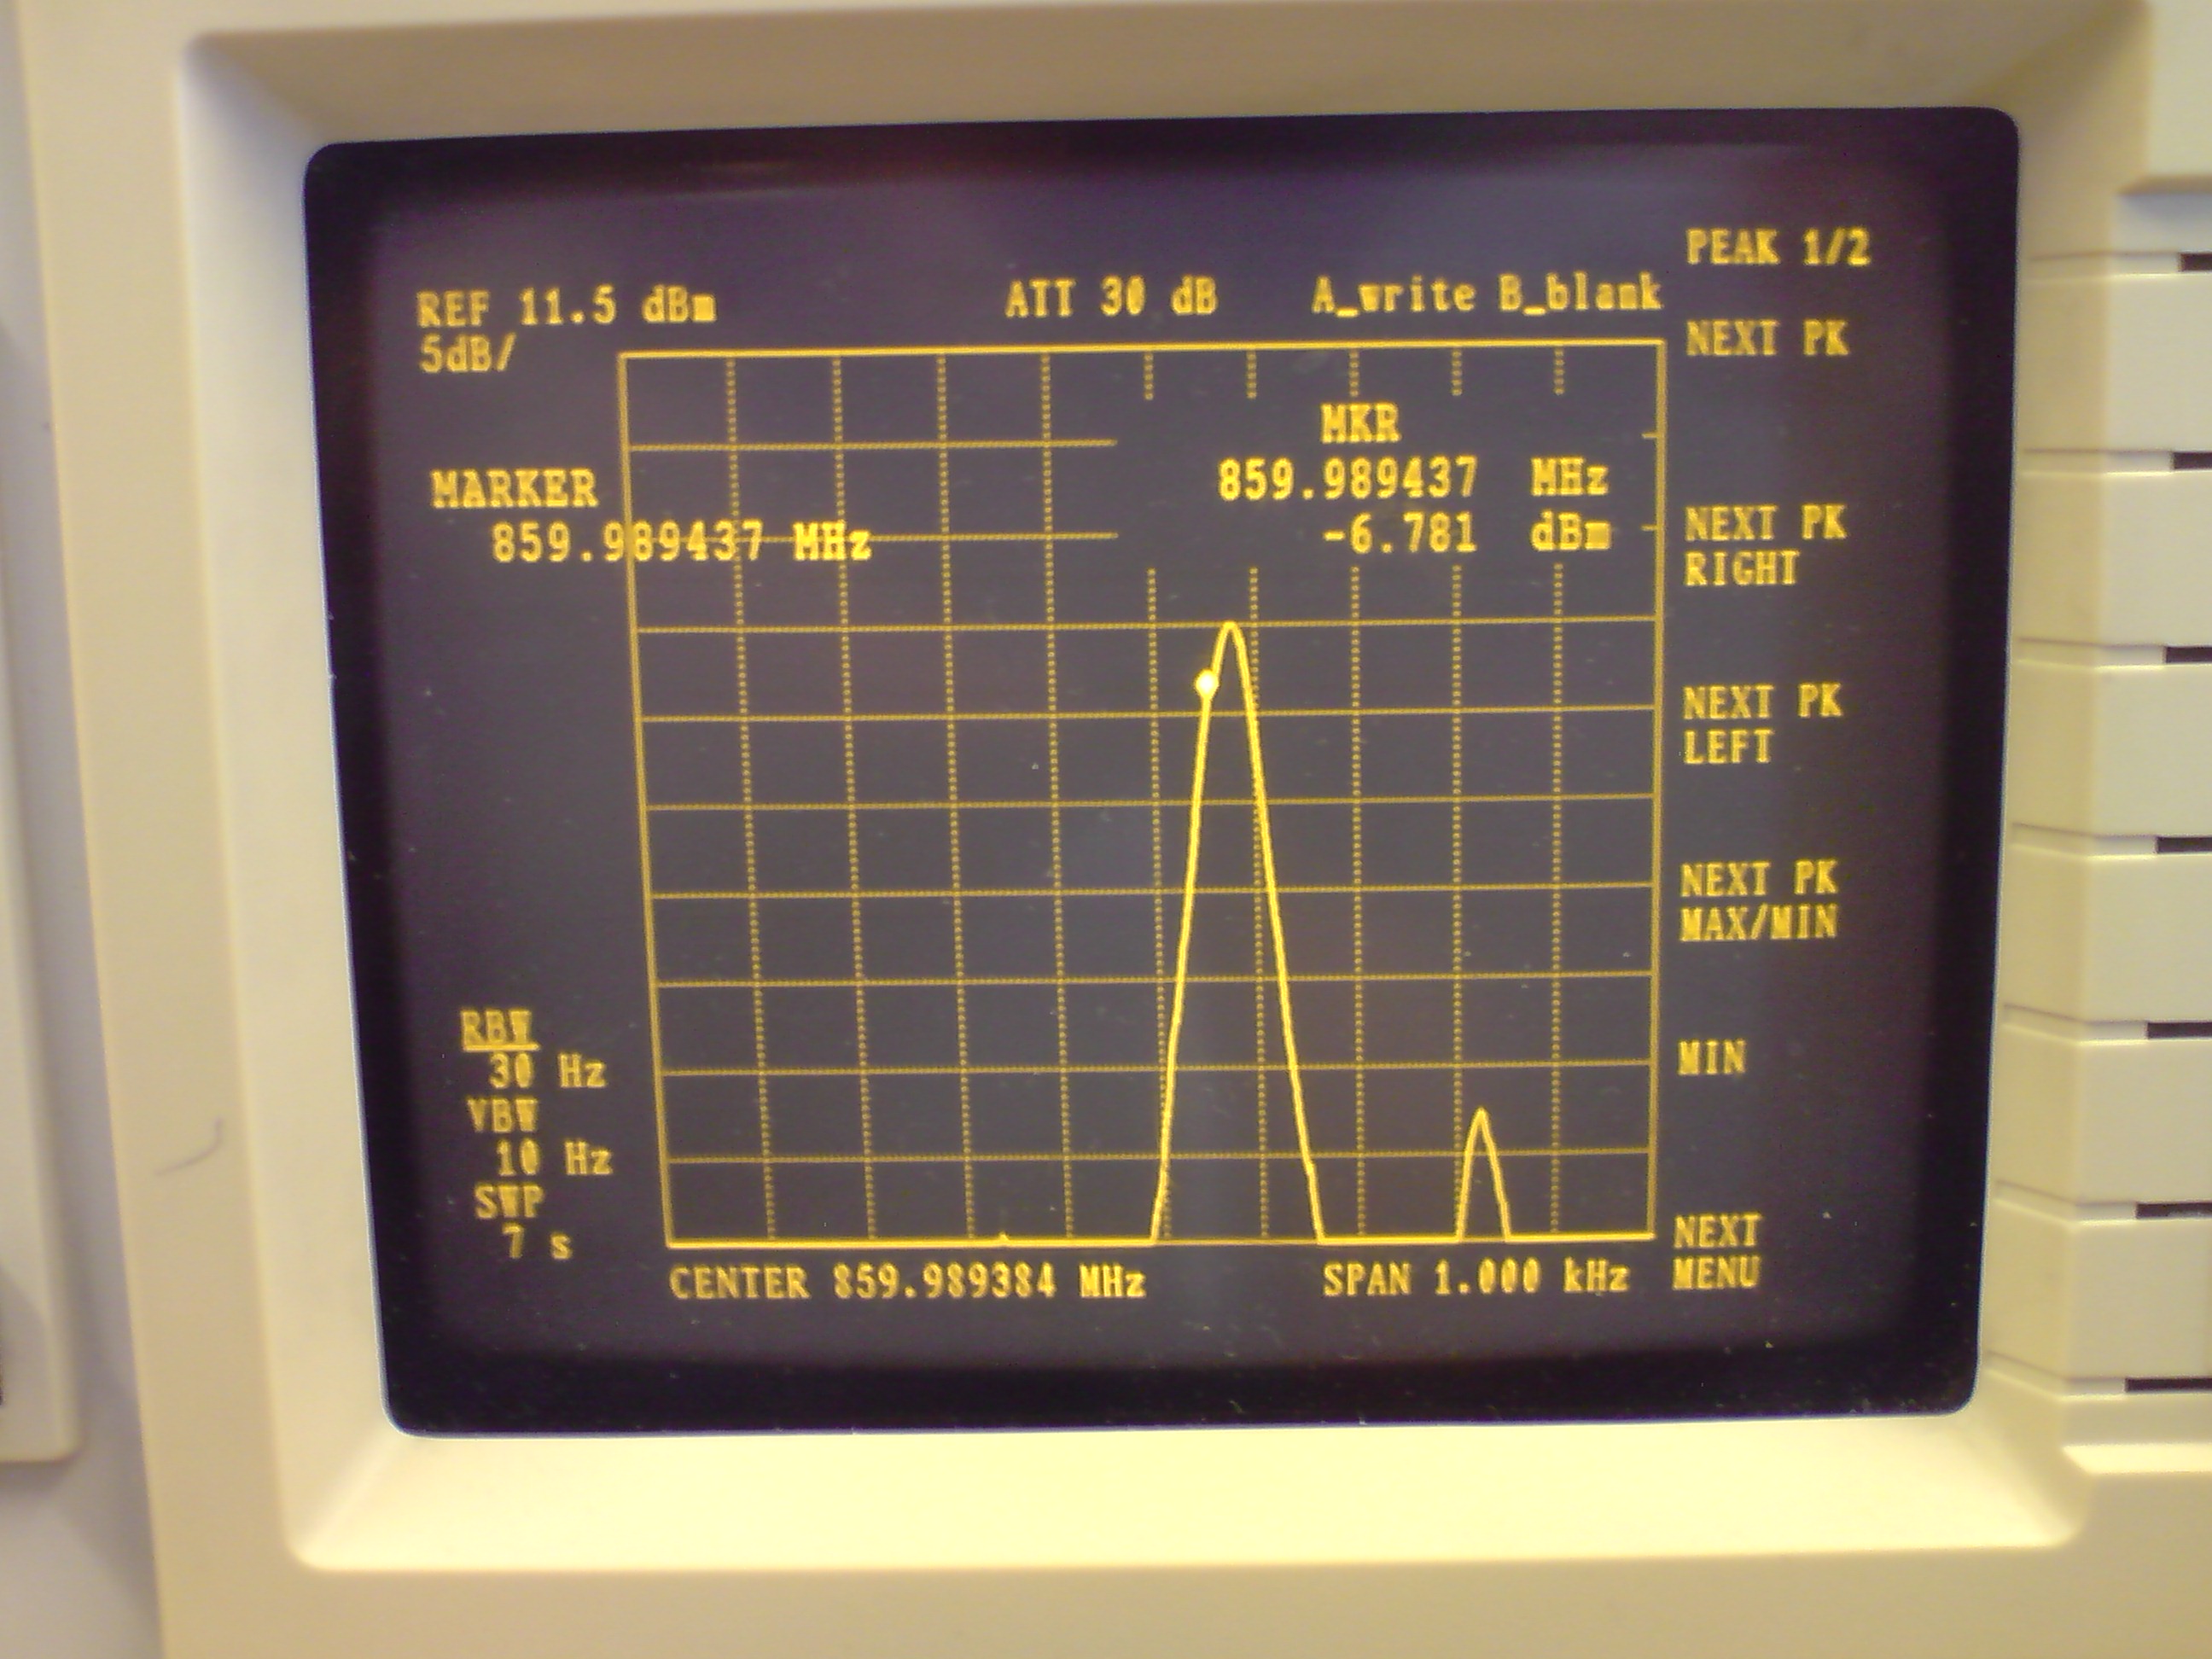 PEAK 1/2
REF 11.5 dBm ATT 30 dB A_write B_blank
5dB/
NEXT PK
MKR
MARKER
859.989437 MHz
859.989437 MHz
-6.781 dBm
NEXT PK
RIGHT
NEXT PK
LEFT
NEXT PK
MAX/MIN
RBW
30 Hz
VBW
10 Hz
SWP
7 s
MIN
NEXT
MENU
CENTER 859.989384 MHz SPAN 1.000 kHz